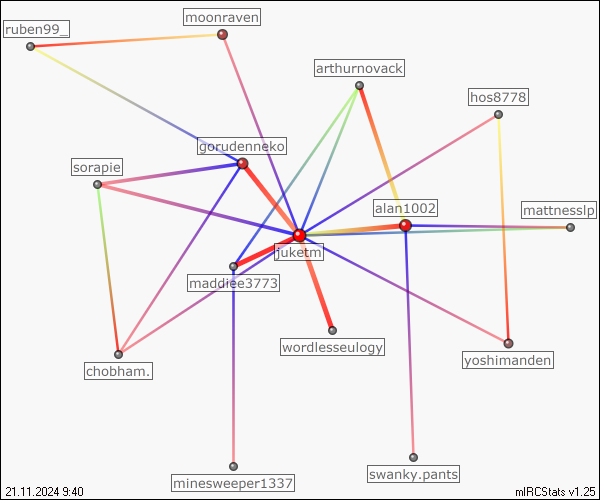 moonraven
ruben99_
arthurnovack
hos8778
gorudenneko
sorapie
alan1002
mattnesslp
juketm
maddiee3773
wordlesseulogy
yoshimanden
chobham.
swanky.pants
minesweeper1337
21.11.2024 9:40
mIRCStats v1.25